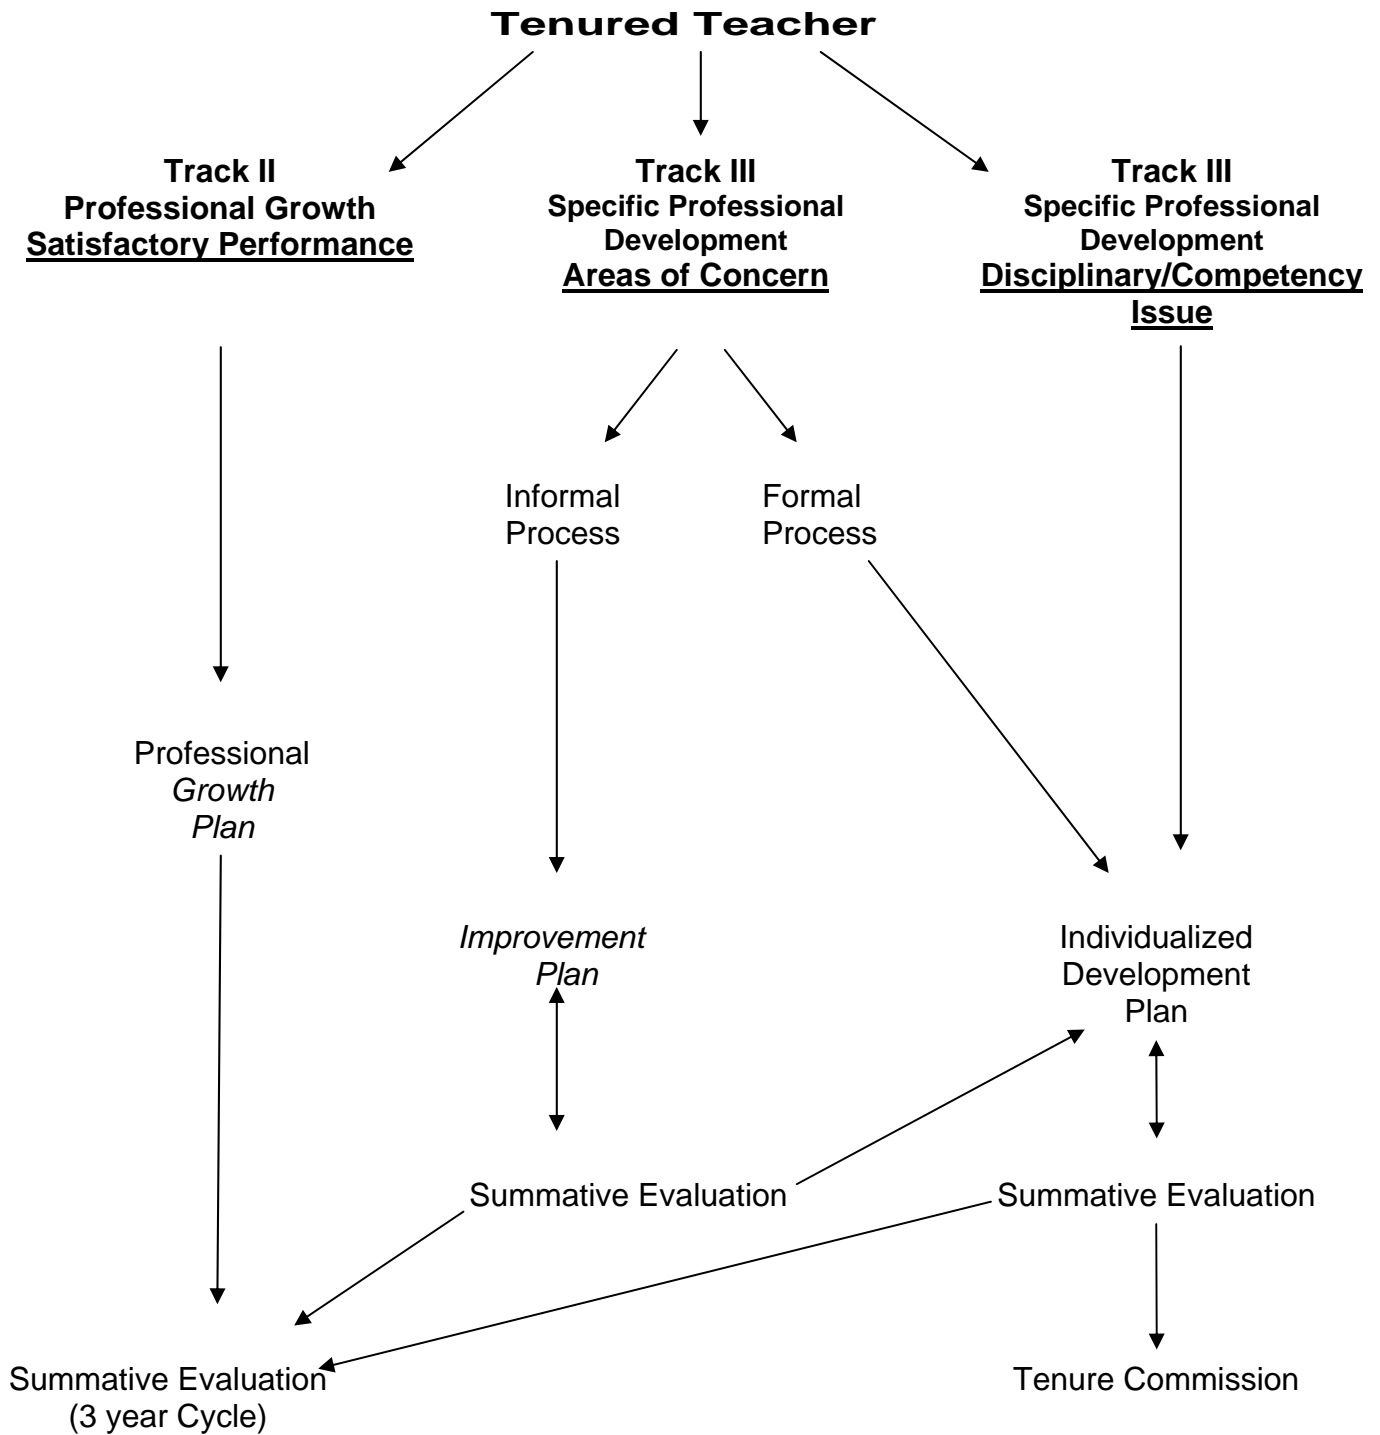 Tenured Teacher
Track II
Professional Growth
Satisfactory Performance
Track III
Specific Professional
Development
Areas of Concern
Track III
Specific Professional
Development
Disciplinary/Competency
Issue
Informal
Process
Formal
Process
Professional
Growth
Plan
Improvement
Plan
Individualized
Development
Plan
Summative Evaluation
Summative Evaluation
Summative Evaluation
(3 year Cycle)
Tenure Commission